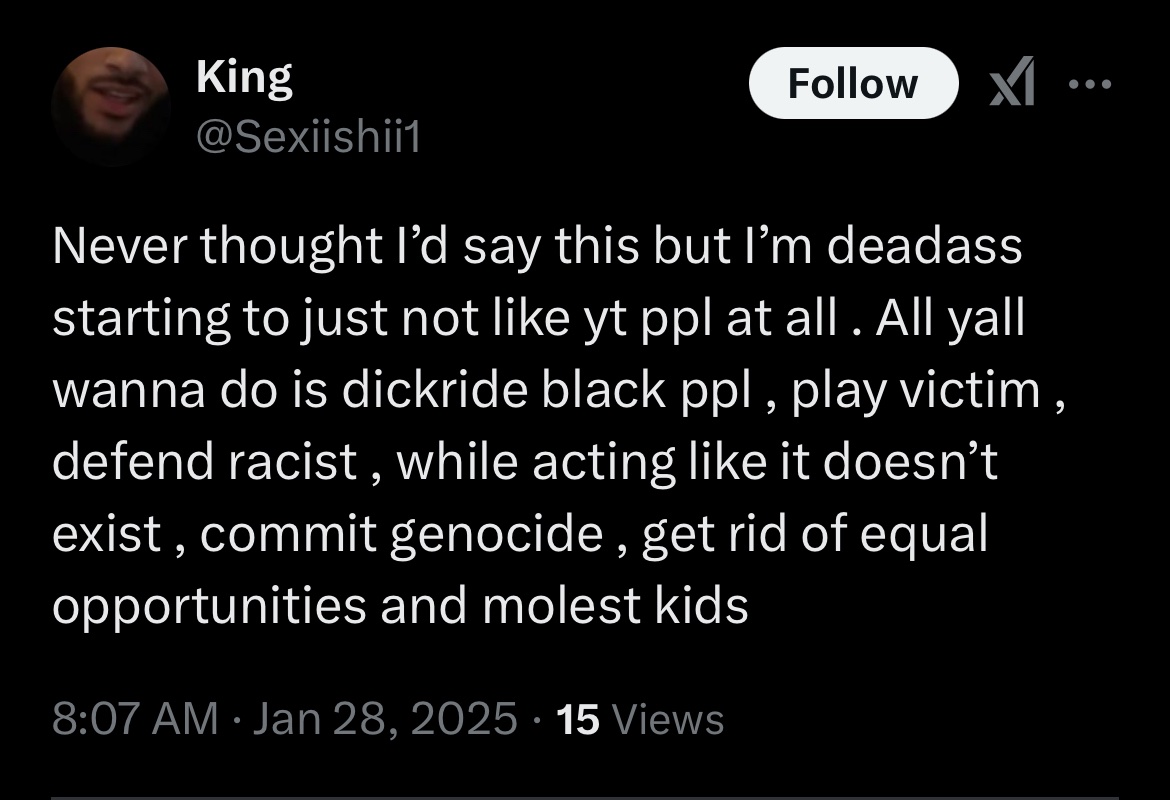 King
Follow
@Sexiishii1
Never thought I’d say this but I’m deadass
starting to just not like yt ppl at all . All yall
wanna do is dickride black ppl , play victim ,
defend racist , while acting like it doesn’t
exist , commit genocide , get rid of equal
opportunities and molest kids
8:07 AM · Jan 28, 2025 · 15 Views